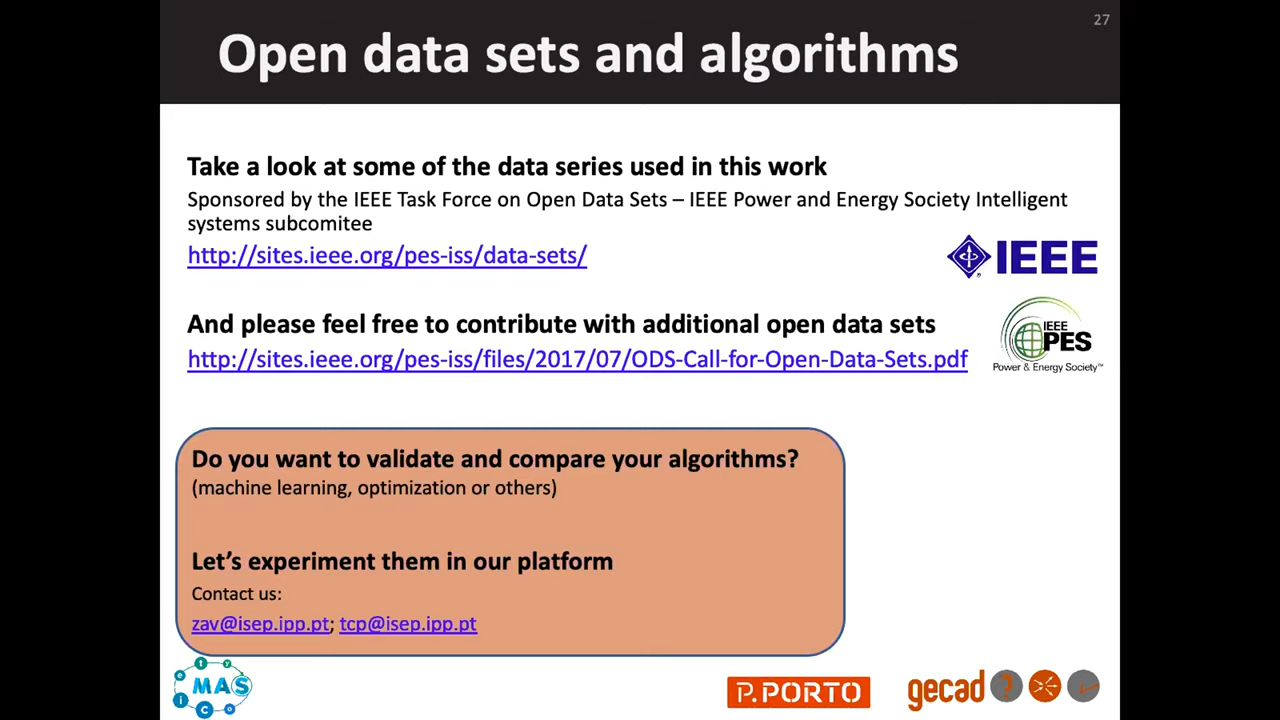 27
Open data sets and algorithms
Take a look at some of the data series used in this work
Sponsored by the IEEE Task Force on Open Data Sets – IEEE Power and Energy Society Intelligent
systems subcomitee
http://sites.ieee.org/pes-iss/data-sets/
IEEE
And please feel free to contribute with additional open data sets
http://sites.ieee.org/pes-iss/files/2017/07/ODS-Call-for-Open-Data-Sets.pdf
IEEE
PES
Power & Energy Society™
Do you want to validate and compare your algorithms?
(machine learning, optimization or others)
Let’s experiment them in our platform
Contact us:
zav@isep.ipp.pt; tcp@isep.ipp.pt
MAS
ociety
P.PORTO
gecad